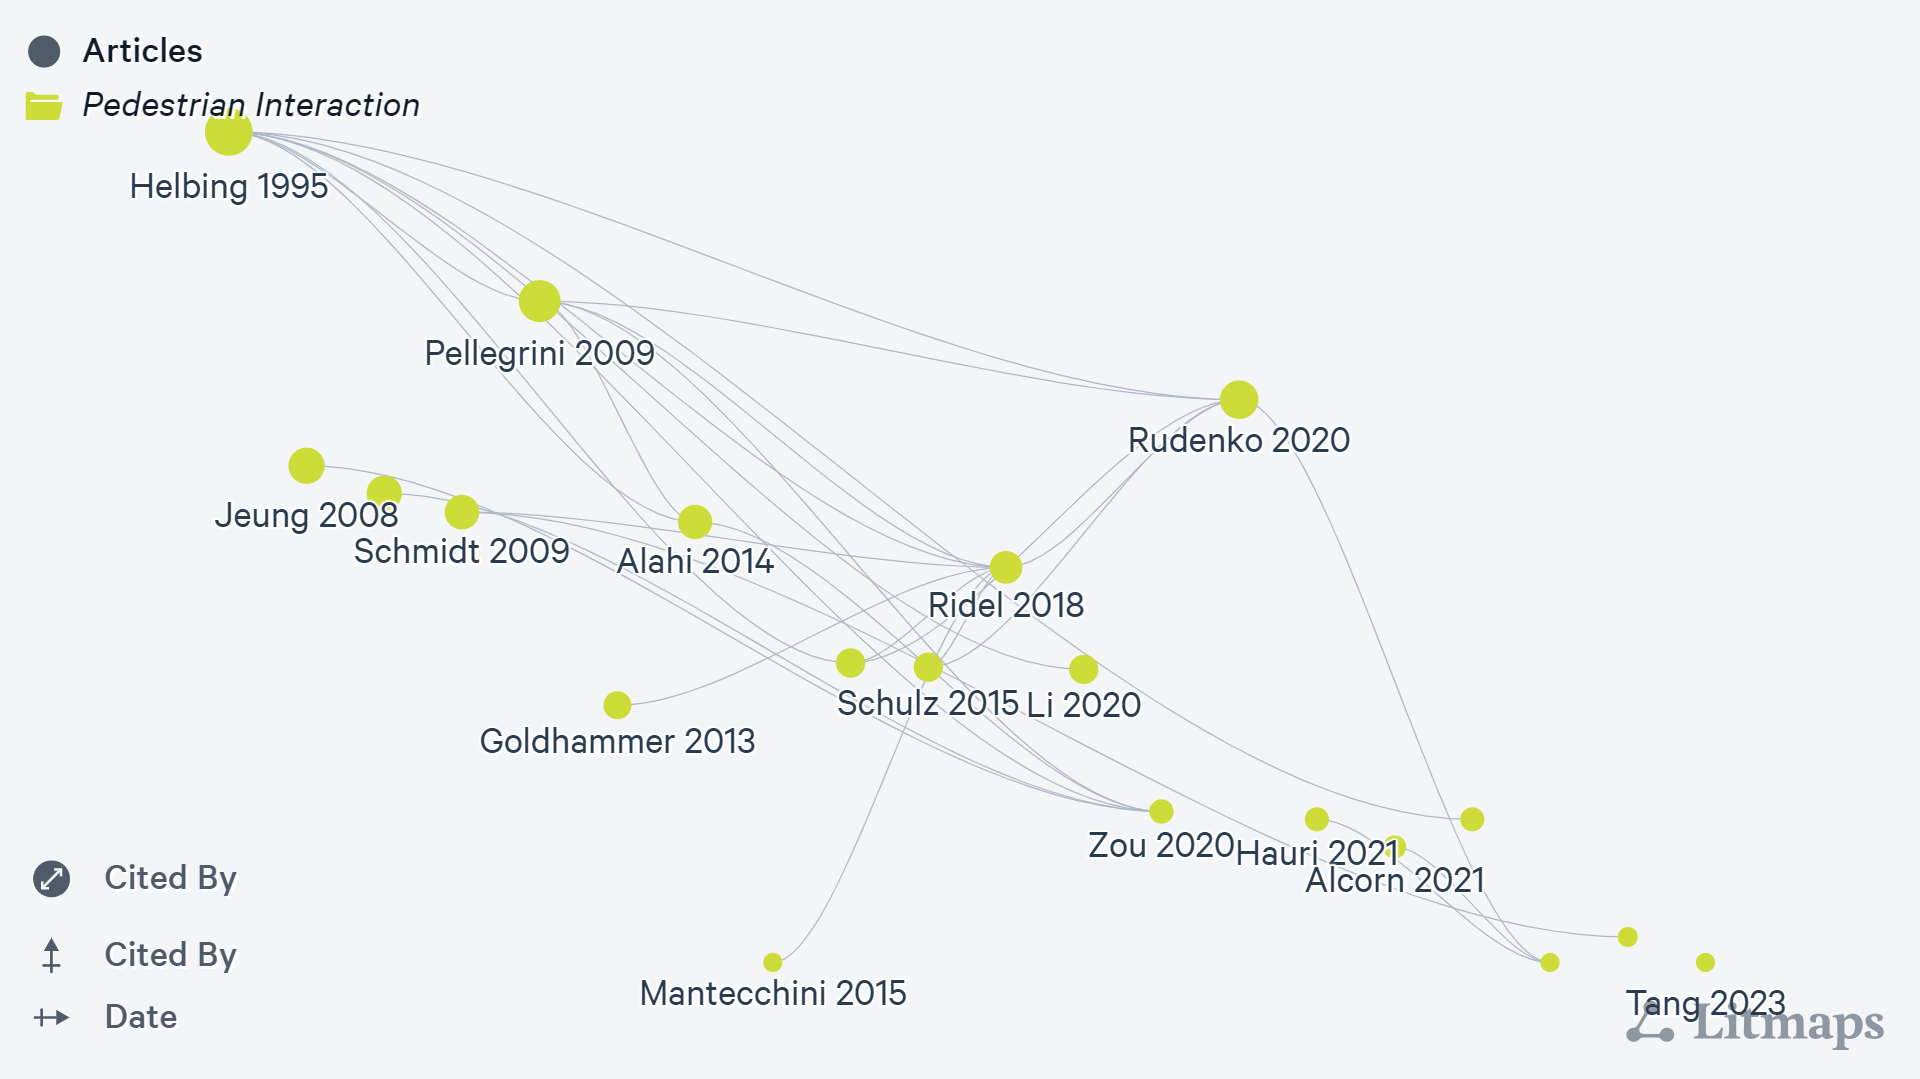 Articles
Pedestrian Interaction
Helbing 1995
Pellegrini 2009
Rudenko 2020
Jeung 2008
Schmidt 2009
Alahi 2014
Ridel 2018
Schulz 2015
Li 2020
Goldhammer 2013
Zou 2020
Hauri 2021
Alcorn 2021
Cited By
Cited By
Mantecchini 2015
Tang 2023
Date
Litmaps